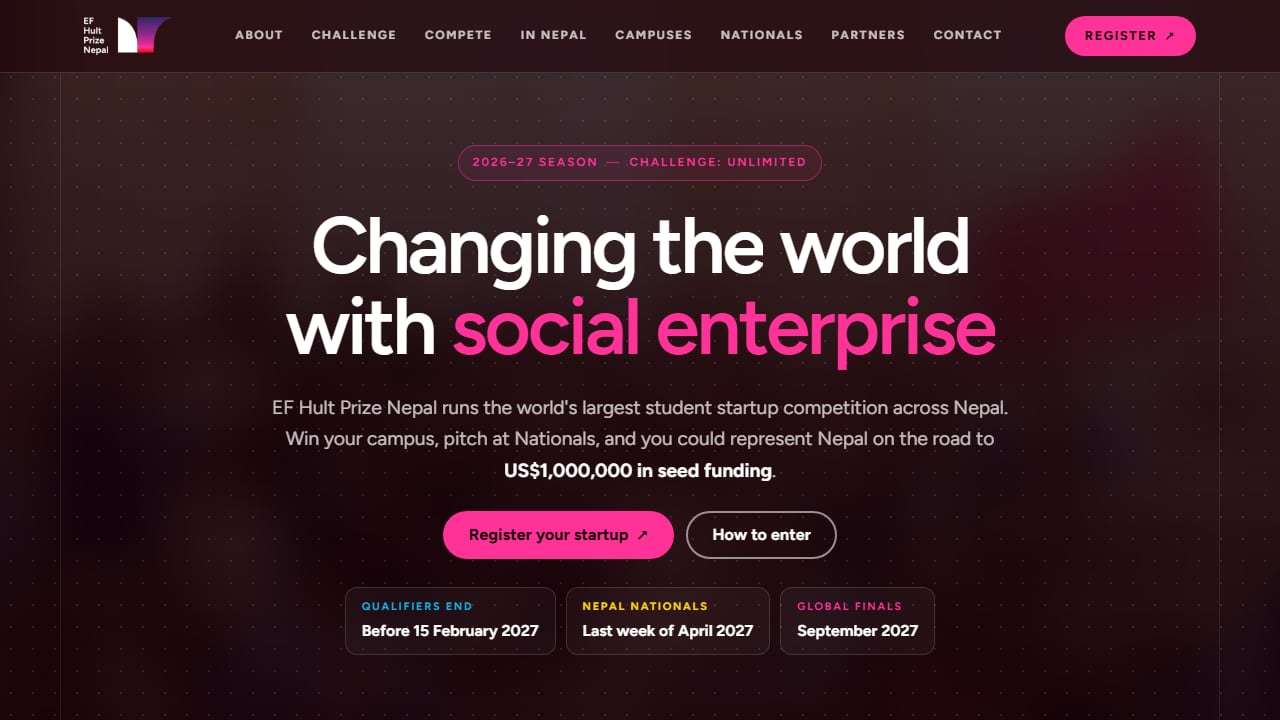 EF
Hult
Prize
Nepal
ABOUT
CHALLENGE
COMPETE
IN NEPAL
CAMPUSES
NATIONALS
PARTNERS
CONTACT
REGISTER ↗
2026–27 SEASON — CHALLENGE: UNLIMITED
Changing the world
with social enterprise
EF Hult Prize Nepal runs the world's largest student startup competition across Nepal.
Win your campus, pitch at Nationals, and you could represent Nepal on the road to
US$1,000,000 in seed funding.
Register your startup ↗
How to enter
QUALIFIERS END
Before 15 February 2027
NEPAL NATIONALS
Last week of April 2027
GLOBAL FINALS
September 2027